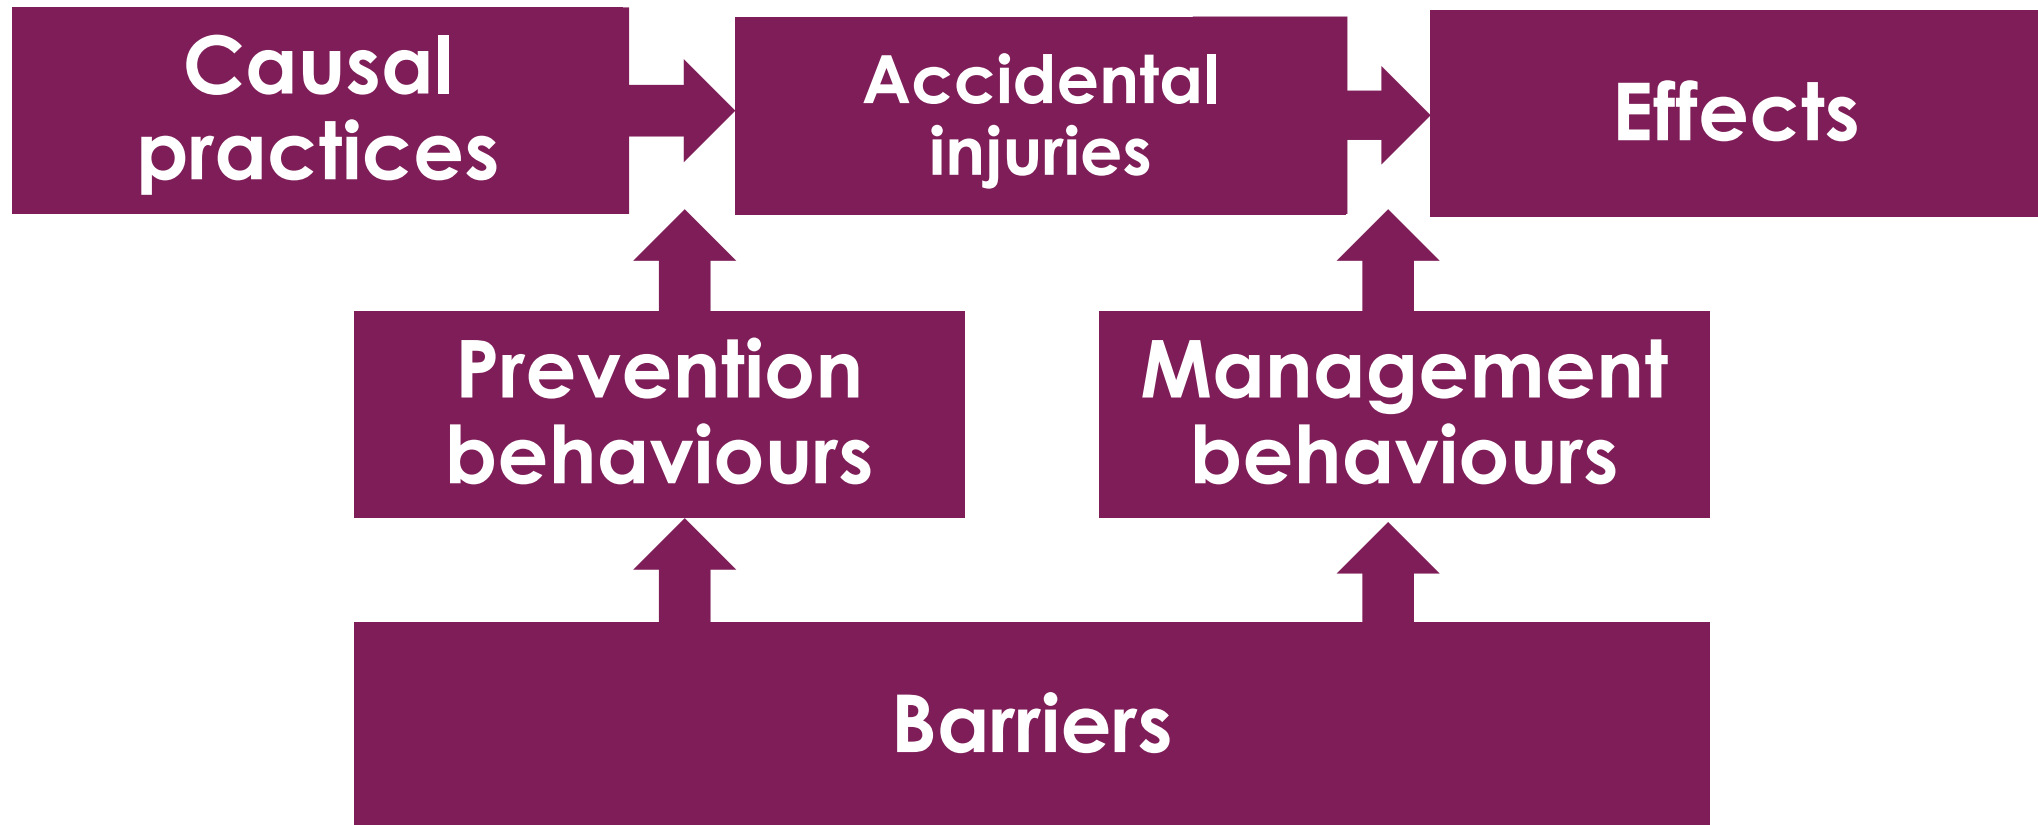 Causal
practices
Accidental
injuries
Effects
Prevention
behaviours
Management
behaviours
Barriers